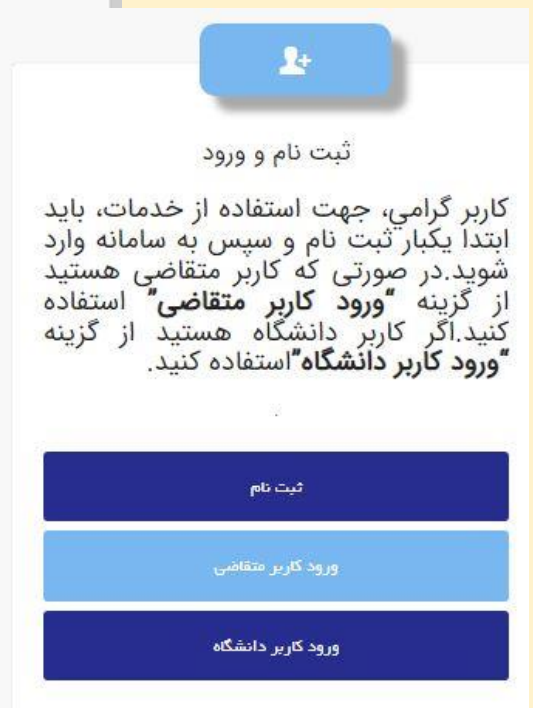 ثبت نام و ورود
کاربر گرامي، جهت استفاده از خدمات، باید
ابتدا یکبار ثبت نام و سپس به سامانه وارد
شوید.در صورتی که کاربر متقاضی هستید
از گزینه “ورود کاربر متقاضی” استفاده
کنید.اگر کاربر دانشگاه هستید از گزینه
“ورود کاربر دانشگاه”استفاده کنید.
.
ثبت نام
ورود کاربر متقاضی
ورود کاربر دانشگاه